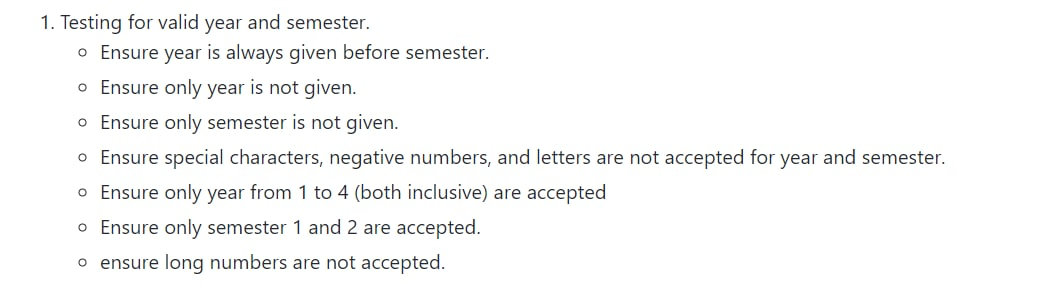 1. Testing for valid year and semester.
○ Ensure year is always given before semester.
○ Ensure only year is not given.
○ Ensure only semester is not given.
○ Ensure special characters, negative numbers, and letters are not accepted for year and semester.
○ Ensure only year from 1 to 4 (both inclusive) are accepted
○ Ensure only semester 1 and 2 are accepted.
○ ensure long numbers are not accepted.